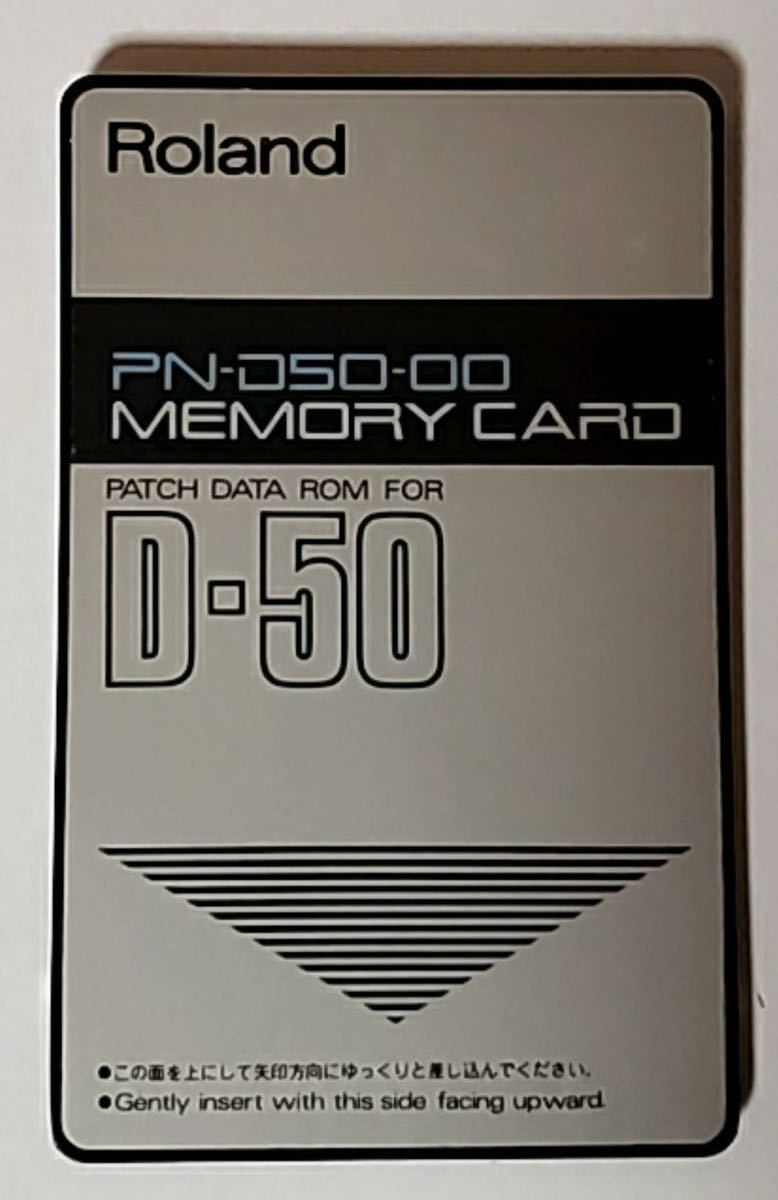 Roland
PN-D50-00
MEMORY CARD
PATCH DATA ROM FOR
D-50
●この面を上にして矢印方向にゆっくりと差し込んでください。
●Gently insert with this side facing upward.